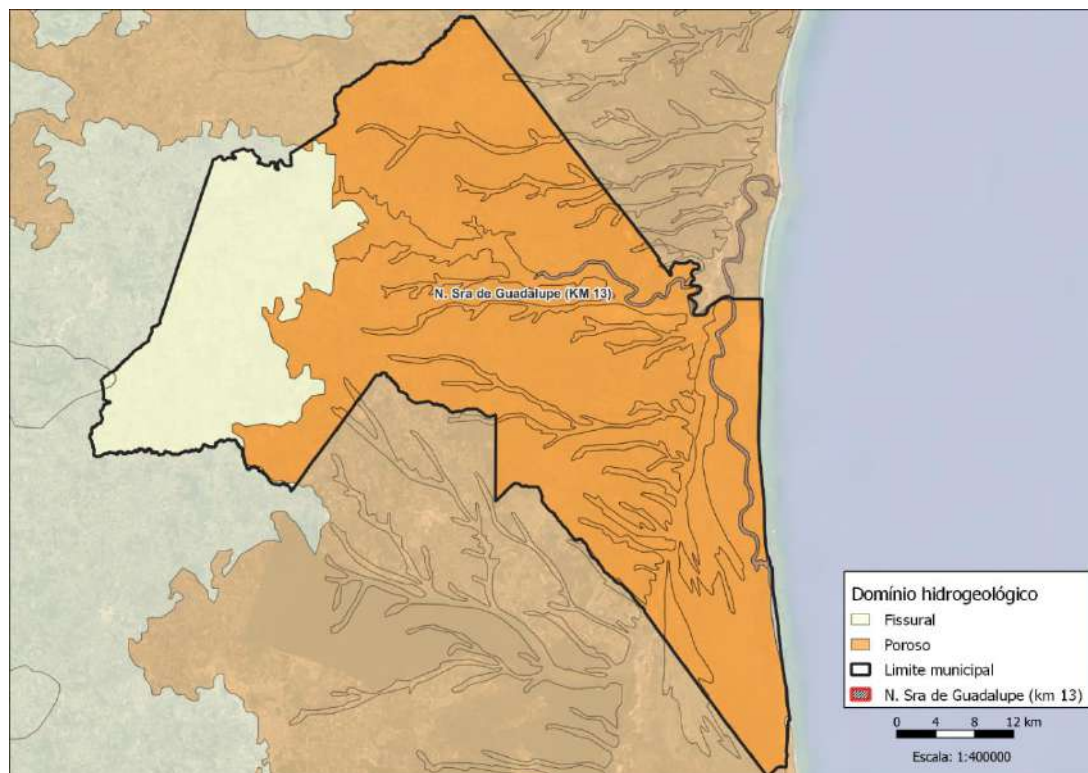 N. Sra de Guadalupe (KM 13)
Domínio hidrogeológico
Fissural
Poroso
Limite municipal
N. Sra de Guadalupe (km 13)
0 4 8 12 km
Escala: 1:400000